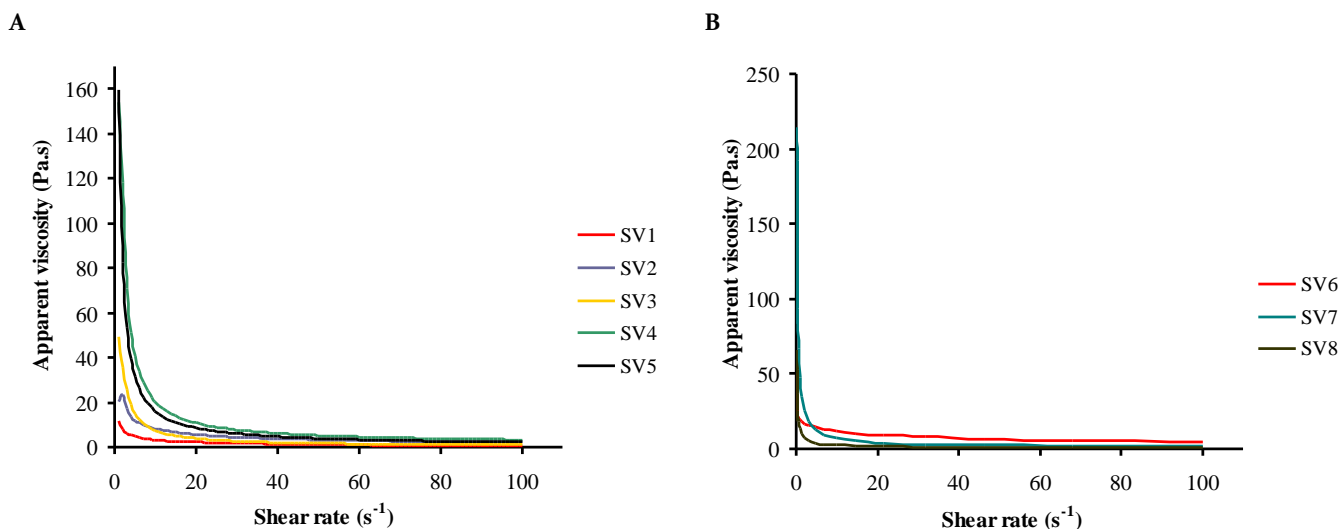 A
Apparent viscosity (Pa.s)
160
140
120
100
80
60
40
20
0
0 20 40 60 80 100
Shear rate (s⁻¹)
SV1
SV2
SV3
SV4
SV5
B
Apparent viscosity (Pa.s)
250
200
150
100
50
0
0 20 40 60 80 100
Shear rate (s⁻¹)
SV6
SV7
SV8